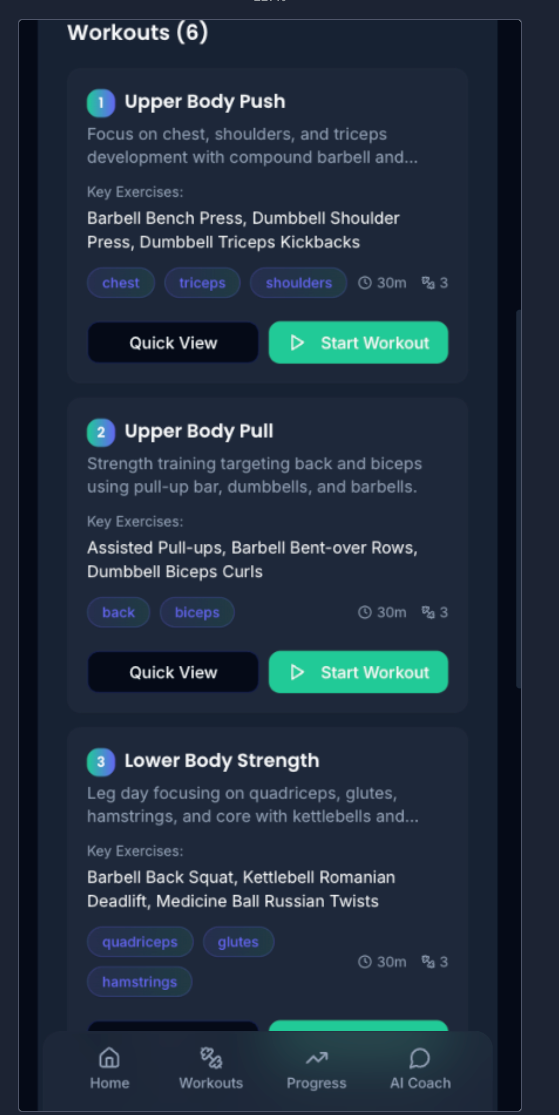 Workouts (6)
1 Upper Body Push
Focus on chest, shoulders, and triceps
development with compound barbell and...
Key Exercises:
Barbell Bench Press, Dumbbell Shoulder
Press, Dumbbell Triceps Kickbacks
chest triceps shoulders 30m 3
Quick View Start Workout
2 Upper Body Pull
Strength training targeting back and biceps
using pull-up bar, dumbbells, and barbells.
Key Exercises:
Assisted Pull-ups, Barbell Bent-over Rows,
Dumbbell Biceps Curls
back biceps 30m 3
Quick View Start Workout
3 Lower Body Strength
Leg day focusing on quadriceps, glutes,
hamstrings, and core with kettlebells and...
Key Exercises:
Barbell Back Squat, Kettlebell Romanian
Deadlift, Medicine Ball Russian Twists
quadriceps glutes
hamstrings 30m 3
Home Workouts Progress AI Coach